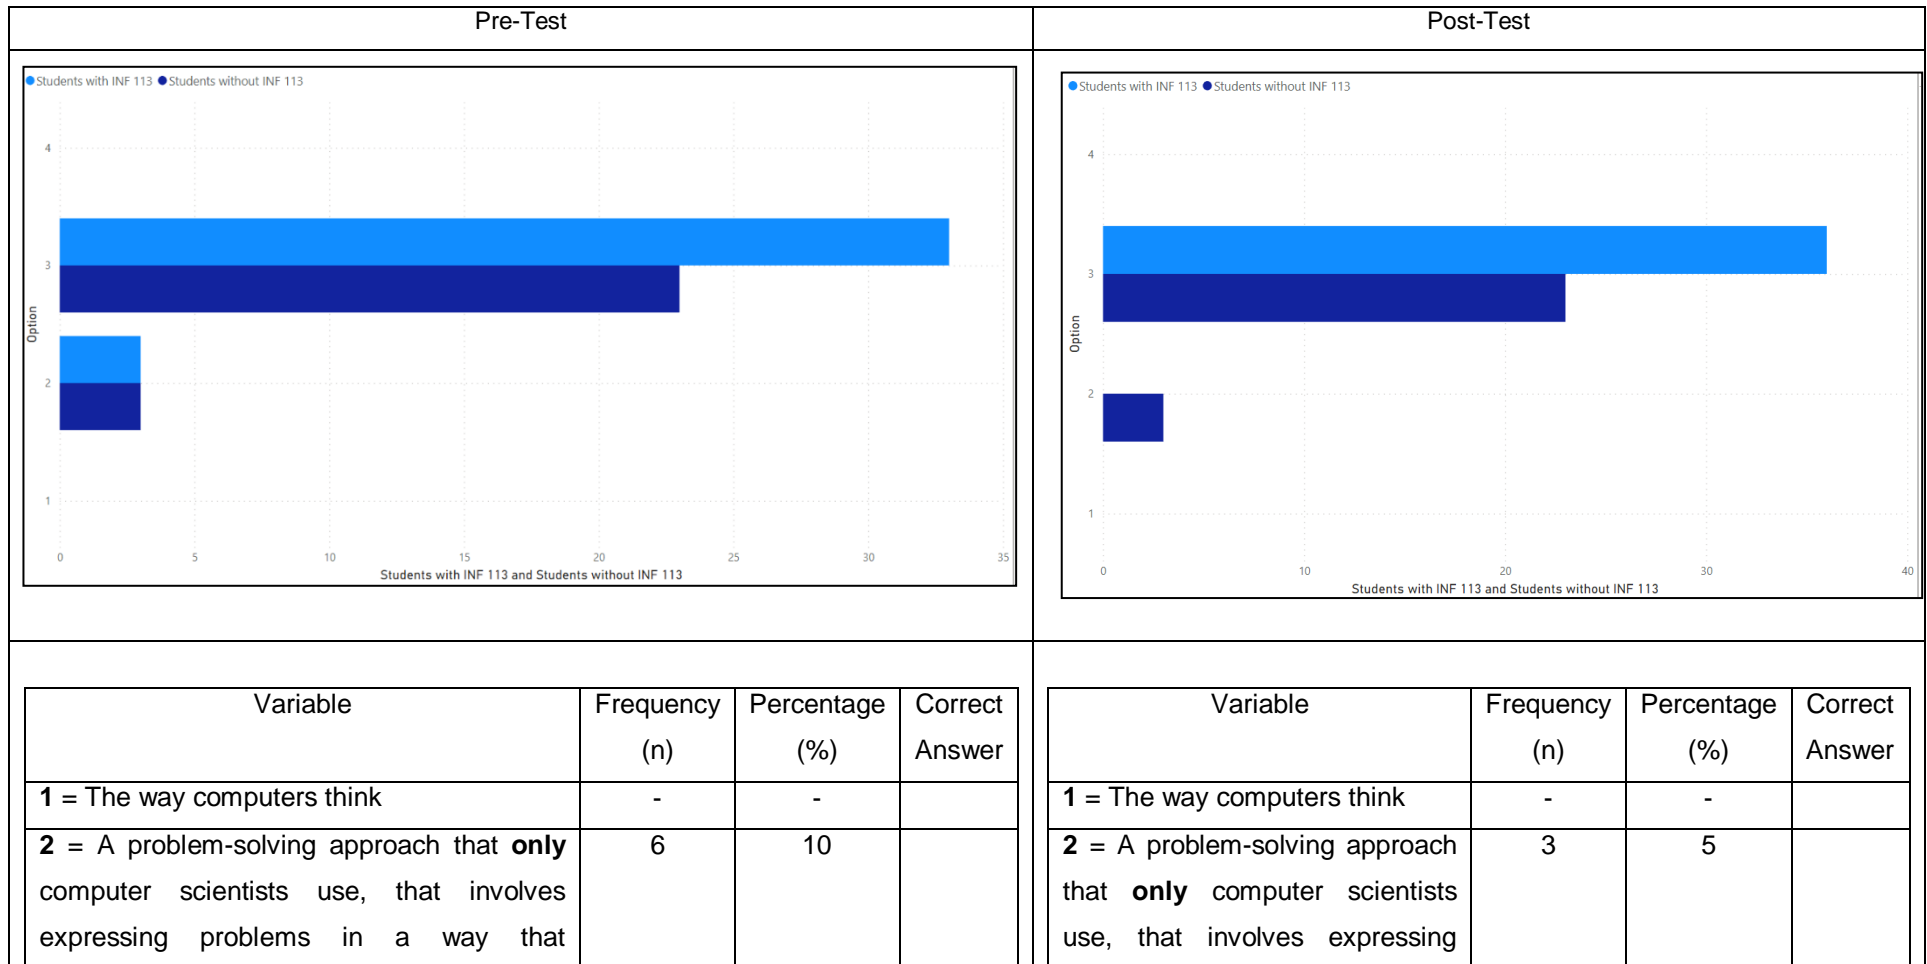 Pre-Test
Post-Test
Students with INF 113 Students without INF 113
4
3
2
1
Option
0 5 10 15 20 25 30 35
Students with INF 113 and Students without INF 113
Students with INF 113 Students without INF 113
4
3
2
1
Option
0 10 20 30 40
Students with INF 113 and Students without INF 113
Variable Frequency (n) Percentage (%) Correct Answer
1 = The way computers think - -
2 = A problem-solving approach that only 6 10
computer scientists use, that involves
expressing problems in a way that
Variable Frequency (n) Percentage (%) Correct Answer
1 = The way computers think - -
2 = A problem-solving approach 3 5
that only computer scientists
use, that involves expressing